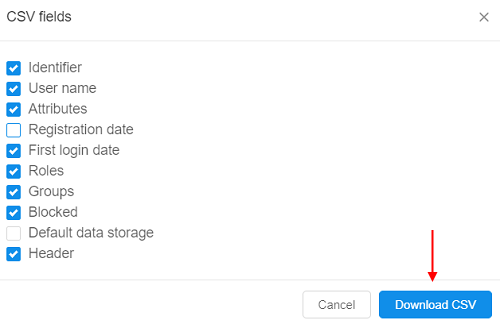 CSV fields
Identifier
User name
Attributes
Registration date
First login date
Roles
Groups
Blocked
Default data storage
Header
Cancel Download CSV